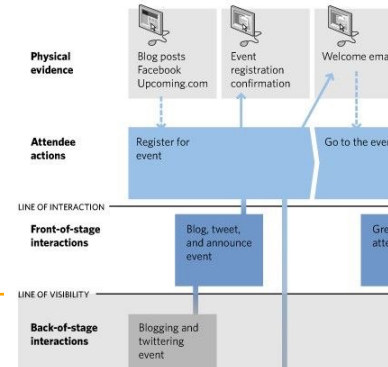 Physical
evidence
Blog posts
Facebook
Upcoming.com
Event
registration
confirmation
Welcome ema
Attendee
actions
Register for
event
Go to the eve
LINE OF INTERACTION
Front-of-stage
interactions
Blog, tweet,
and announce
event
Gre
atte
LINE OF VISIBILITY
Back-of-stage
interactions
Blogging and
twittering
event